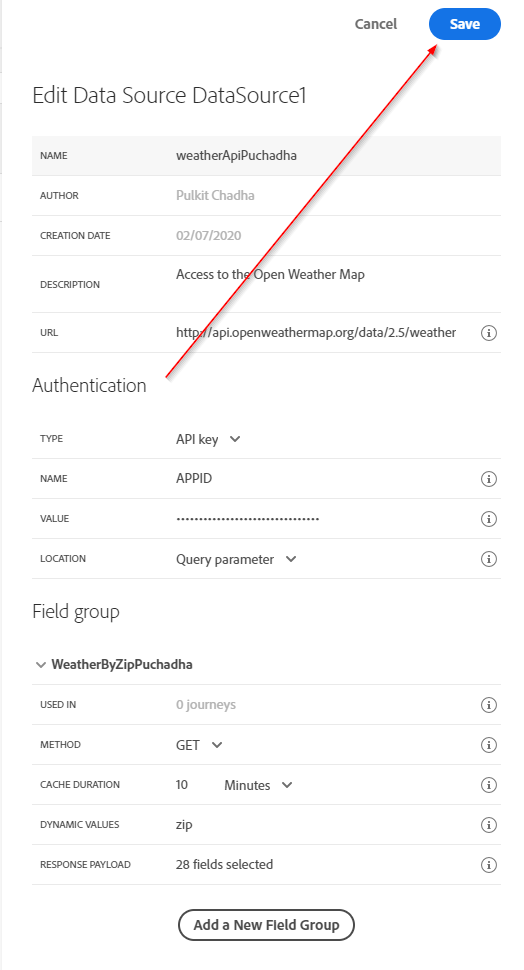 Cancel Save
Edit Data Source DataSource1
NAME weatherApiPuchadha
AUTHOR Pulkit Chadha
CREATION DATE 02/07/2020
DESCRIPTION Access to the Open Weather Map
URL http://api.openweathermap.org/data/2.5/weather
Authentication
TYPE API key
NAME APPID
VALUE ••••••••••••••••••••••••••••••••
LOCATION Query parameter
Field group
WeatherByZipPuchadha
USED IN 0 journeys
METHOD GET
CACHE DURATION 10 Minutes
DYNAMIC VALUES zip
RESPONSE PAYLOAD 28 fields selected
Add a New Field Group